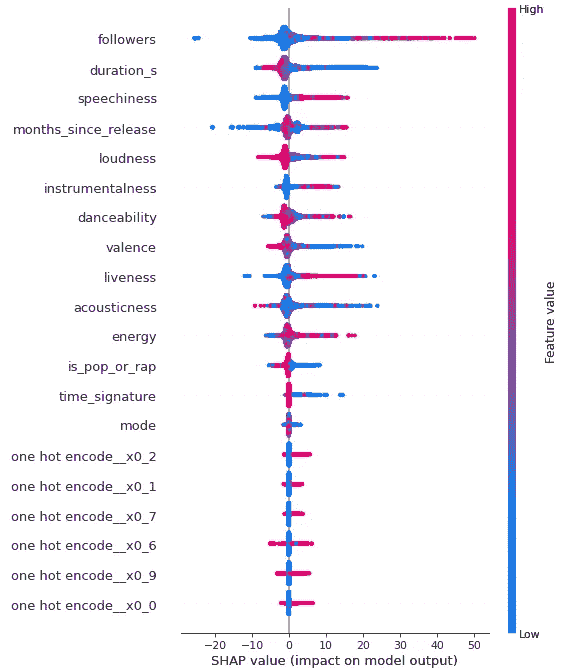 High
followers
duration_s
speechiness
months_since_release
loudness
instrumentalness
danceability
valence
liveness
acousticness
energy
is_pop_or_rap
time_signature
mode
one hot encode__x0_2
one hot encode__x0_1
one hot encode__x0_7
one hot encode__x0_6
one hot encode__x0_9
one hot encode__x0_0
Feature value
Low
−20 −10 0 10 20 30 40 50
SHAP value (impact on model output)